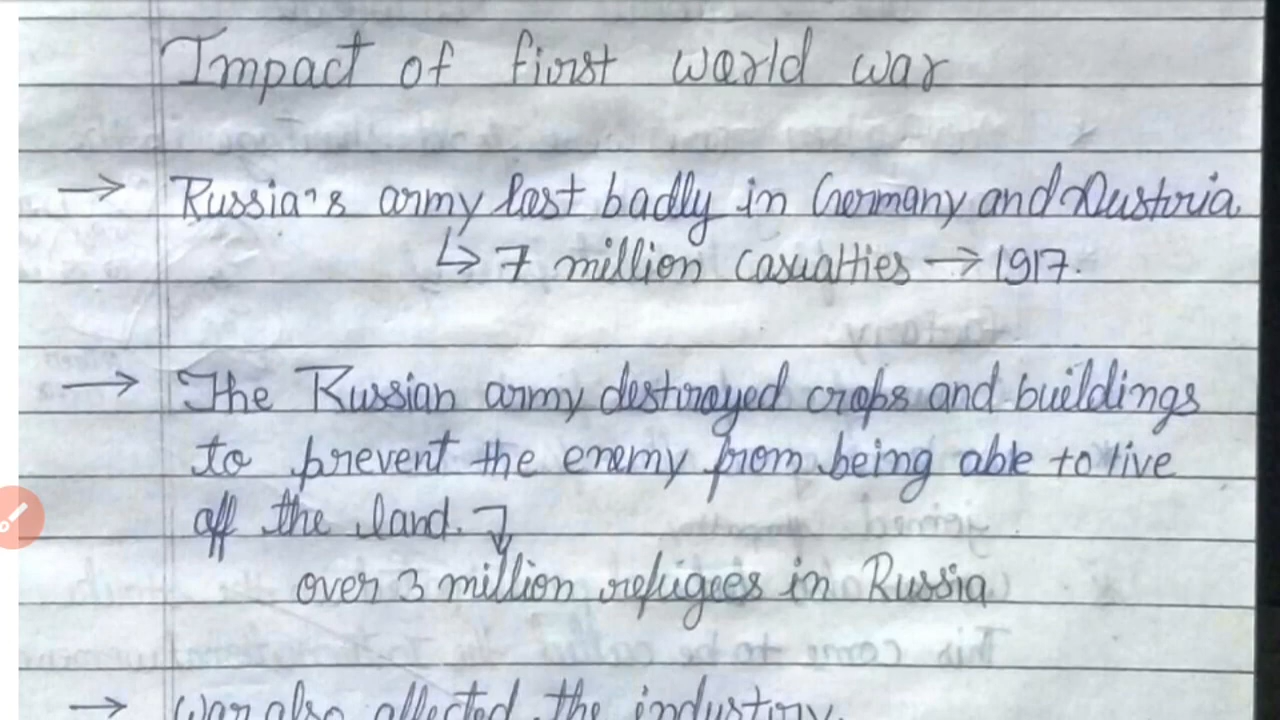 Impact of first world war
→ Russia's army lost badly in Germany and Austria
↳ 7 million casualties → 1917.
→ The Russian army destroyed crops and buildings
to prevent the enemy from being able to live
off the land. ↴
over 3 million refugees in Russia
→ War also affected the industry.